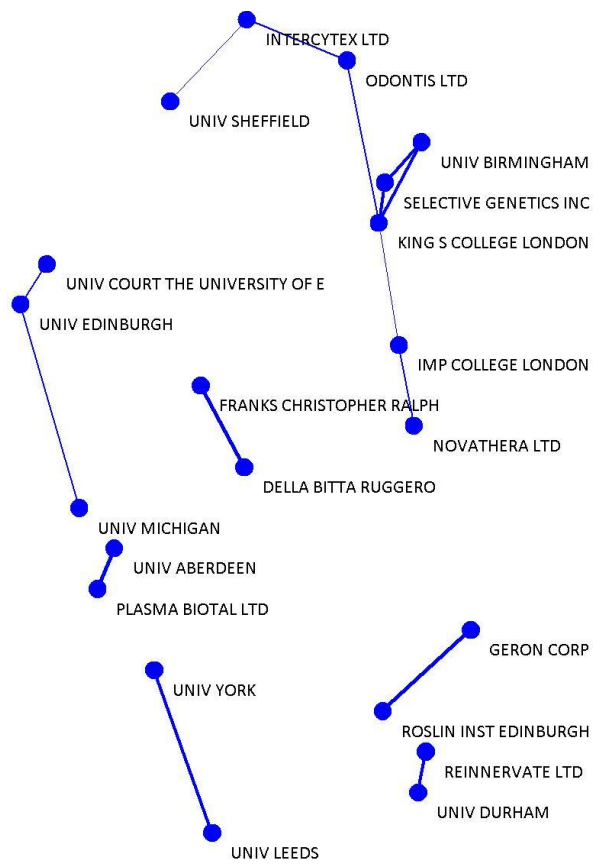 INTERCYTEX LTD
ODONTIS LTD
UNIV SHEFFIELD
UNIV BIRMINGHAM
SELECTIVE GENETICS INC
KING S COLLEGE LONDON
UNIV COURT THE UNIVERSITY OF E
UNIV EDINBURGH
IMP COLLEGE LONDON
FRANKS CHRISTOPHER RALPH
NOVATHERA LTD
DELLA BITTA RUGGERO
UNIV MICHIGAN
UNIV ABERDEEN
PLASMA BIOTAL LTD
GERON CORP
UNIV YORK
ROSLIN INST EDINBURGH
REINNERVATE LTD
UNIV DURHAM
UNIV LEEDS